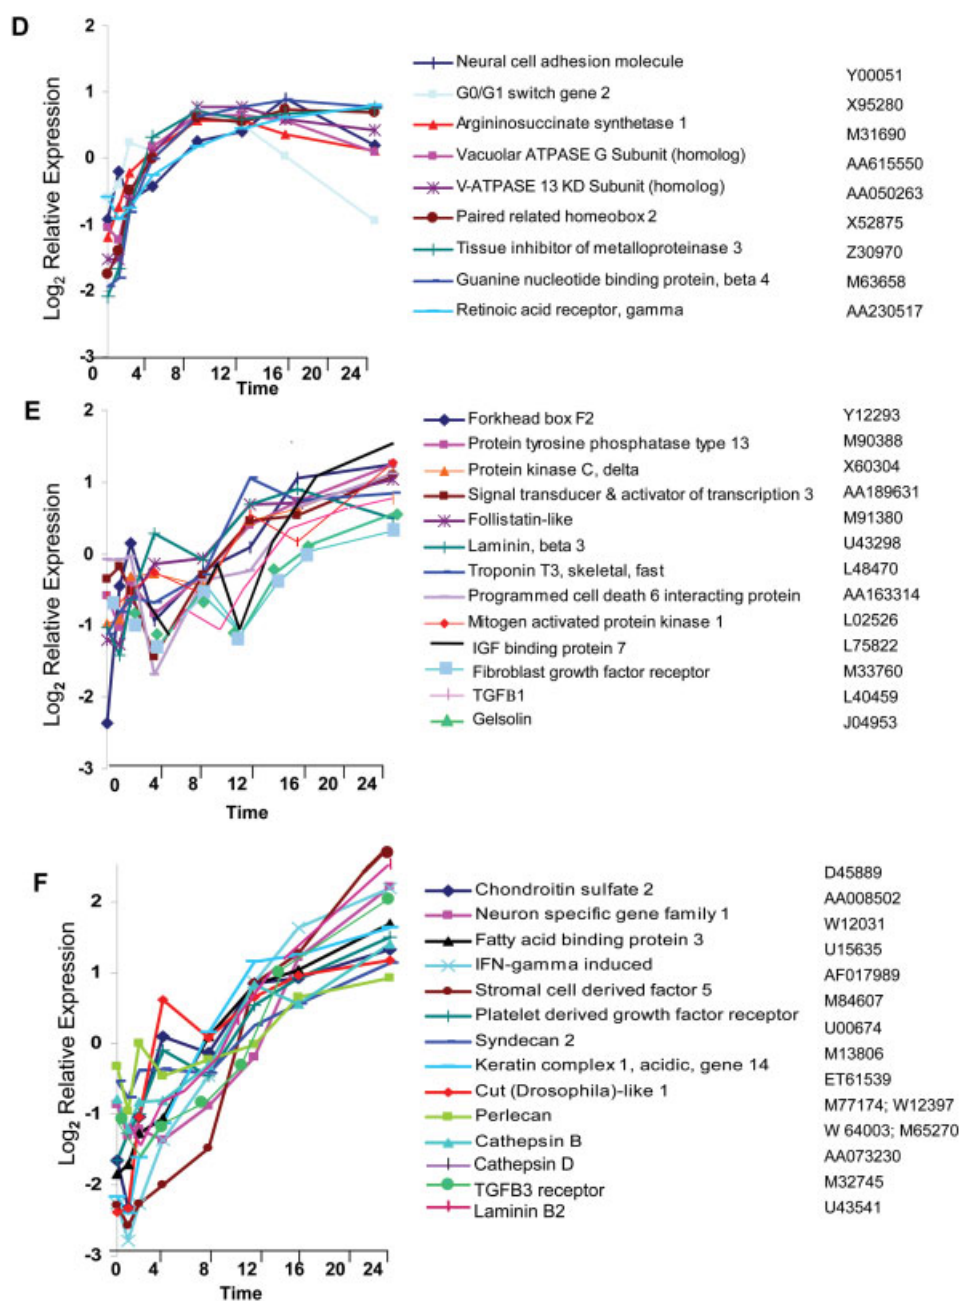 D
2
1
0
-1
-2
-3
Log2 Relative Expression
0 4 8 12 16 20 24
Time
Neural cell adhesion molecule
G0/G1 switch gene 2
Argininosuccinate synthetase 1
Vacuolar ATPASE G Subunit (homolog)
V-ATPASE 13 KD Subunit (homolog)
Paired related homeobox 2
Tissue inhibitor of metalloproteinase 3
Guanine nucleotide binding protein, beta 4
Retinoic acid receptor, gamma
Y00051
X95280
M31690
AA615550
AA050263
X52875
Z30970
M63658
AA230517
E
2
1
0
-1
-2
-3
Log2 Relative Expression
0 4 8 12 16 20 24
Time
Forkhead box F2
Protein tyrosine phosphatase type 13
Protein kinase C, delta
Signal transducer & activator of transcription 3
Follistatin-like
Laminin, beta 3
Troponin T3, skeletal, fast
Programmed cell death 6 interacting protein
Mitogen activated protein kinase 1
IGF binding protein 7
Fibroblast growth factor receptor
TGFB1
Gelsolin
Y12293
M90388
X60304
AA189631
M91380
U43298
L48470
AA163314
L02526
L75822
M33760
L40459
J04953
F
2
1
0
-1
-2
-3
Log2 Relative Expression
0 4 8 12 16 20 24
Time
Chondroitin sulfate 2
Neuron specific gene family 1
Fatty acid binding protein 3
IFN-gamma induced
Stromal cell derived factor 5
Platelet derived growth factor receptor
Syndecan 2
Keratin complex 1, acidic, gene 14
Cut (Drosophila)-like 1
Perlecan
Cathepsin B
Cathepsin D
TGFB3 receptor
Laminin B2
D45889
AA008502
W12031
U15635
AF017989
M84607
U00674
M13806
ET61539
M77174; W12397
W 64003; M65270
AA073230
M32745
U43541